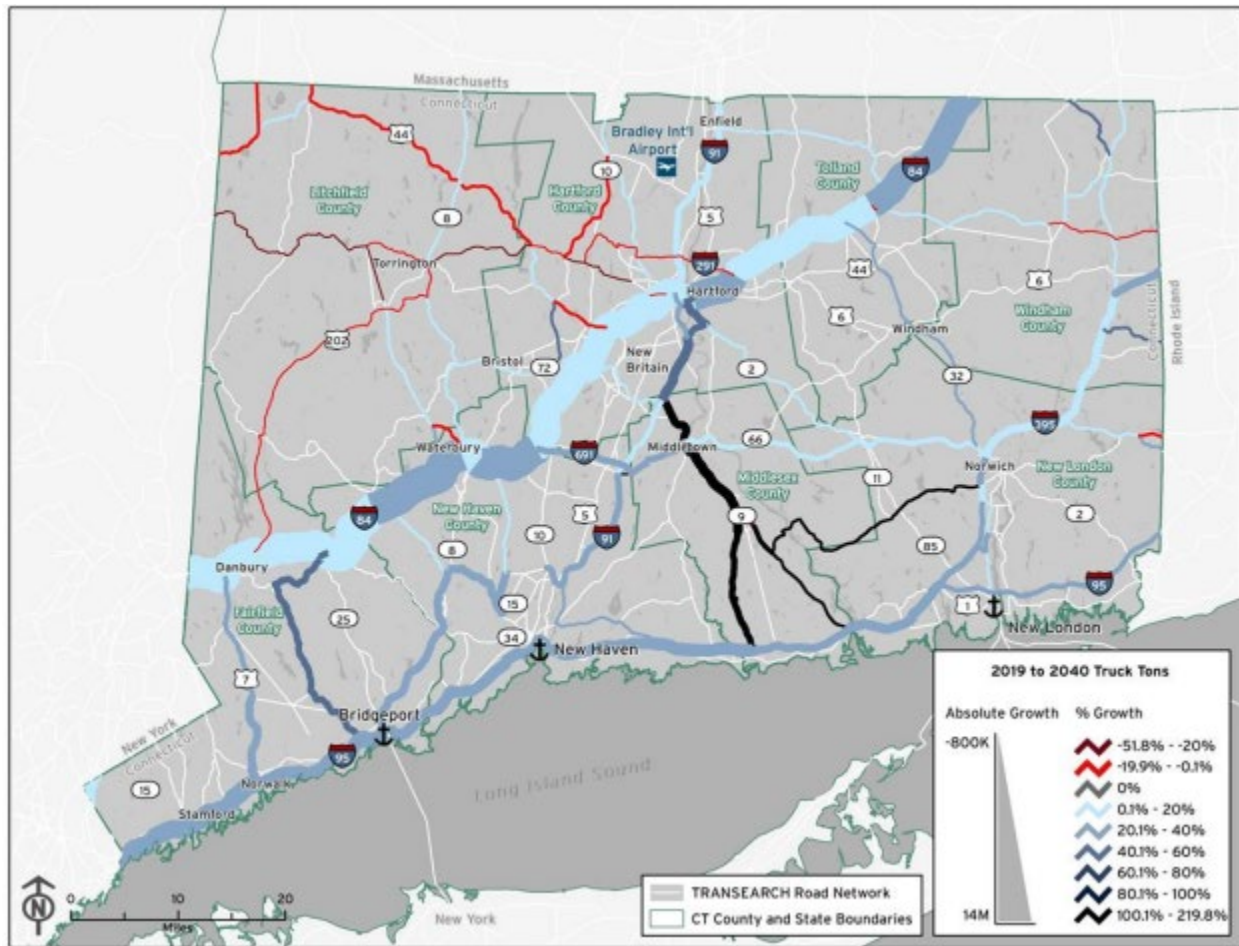 Massachusetts
Connecticut
Enfield
Bradley Int'l
Airport
91
44
10
Tolland
County
84
Litchfield
County
Hartford
County
8
5
Torrington
291
Hartford
44
6
6
Windham
County
Connecticut
Rhode Island
202
Windham
Bristol
72
New
Britain
2
32
395
Waterbury
691
Middletown
66
Norwich
New London
County
Middlesex
County
11
84
New Haven
County
5
9
2
8
10
91
85
Danbury
15
95
Fairfield
County
25
34
1
New Haven
New London
7
Bridgeport
New York
Connecticut
95
15
Norwalk
Stamford
Long Island Sound
2019 to 2040 Truck Tons
Absolute Growth
% Growth
-800K
-51.8% - -20%
-19.9% - -0.1%
0%
0.1% - 20%
20.1% - 40%
40.1% - 60%
60.1% - 80%
80.1% - 100%
14M
100.1% - 219.8%
N
0 10 20
Miles
New York
TRANSEARCH Road Network
CT County and State Boundaries